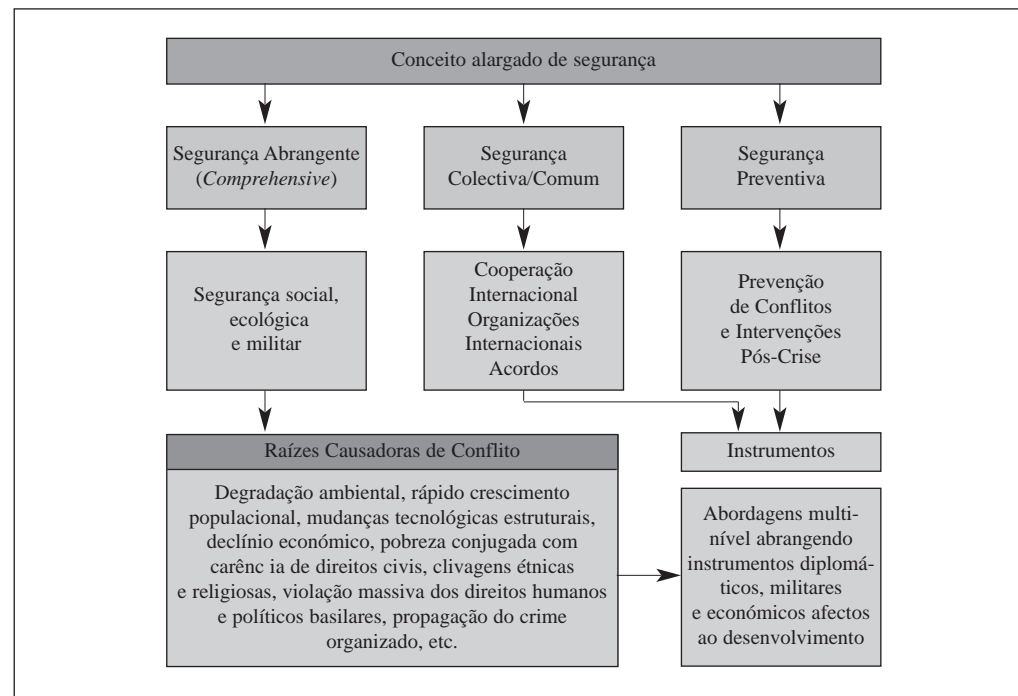 Conceito alargado de segurança
Segurança Abrangente
(Comprehensive)
Segurança
Colectiva/Comum
Segurança
Preventiva
Segurança social,
ecológica
e militar
Cooperação
Internacional
Organizações
Internacionais
Acordos
Prevenção
de Conflitos
e Intervenções
Pós-Crise
Raízes Causadoras de Conflito
Degradação ambiental, rápido crescimento
populacional, mudanças tecnológicas estruturais,
declínio económico, pobreza conjugada com
carênc ia de direitos civis, clivagens étnicas
e religiosas, violação massiva dos direitos humanos
e políticos basilares, propagação do crime
organizado, etc.
Instrumentos
Abordagens multi-
nível abrangendo
instrumentos diplomá-
ticos, militares
e económicos afectos
ao desenvolvimento